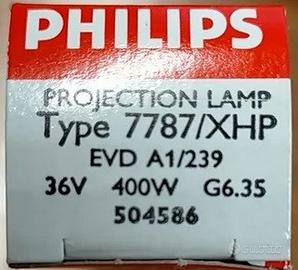 PHILIPS
PROJECTION LAMP
Type 7787/XHP
EVD A1/239
36V 400W G6.35
504586